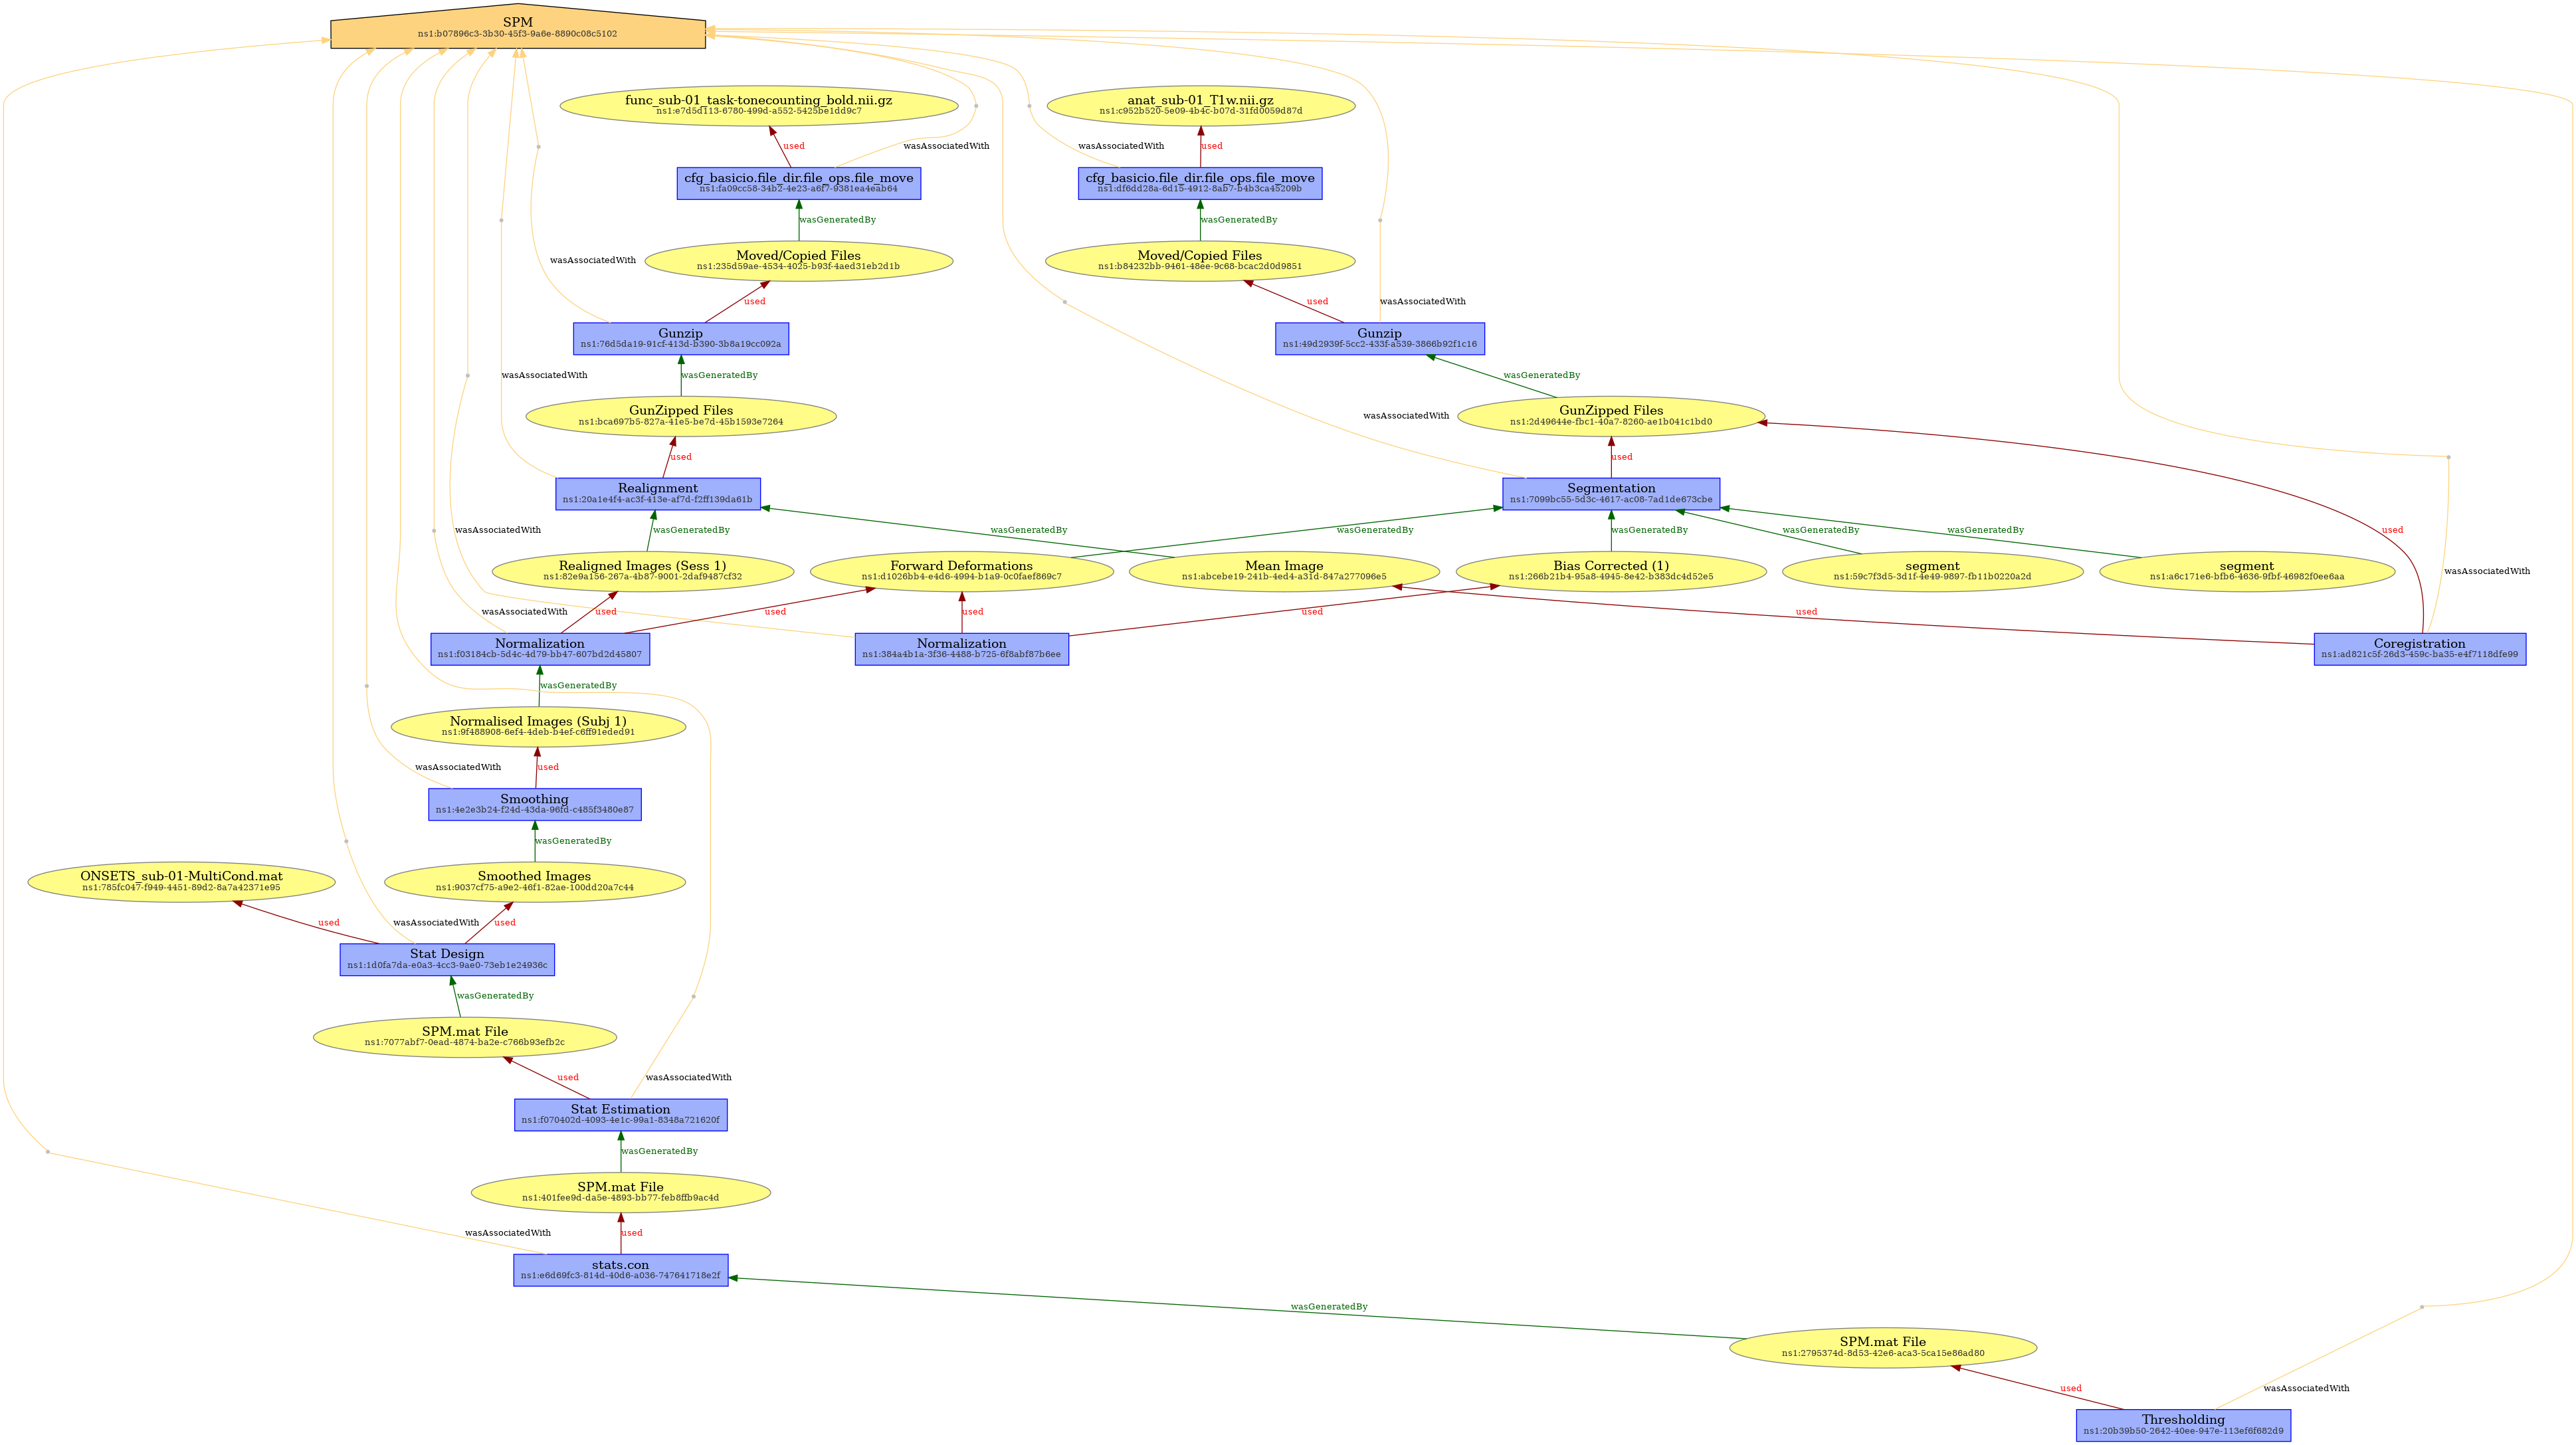 SPM
ns1:b07896c3-3b30-45f3-9a6e-8890c08c5102
func_sub-01_task-tonecounting_bold.nii.gz
ns1:e7d5d113-6780-499d-a552-5425be1dd9c7
anat_sub-01_T1w.nii.gz
ns1:c952b520-5e09-4b4c-b07d-31fd0059d87d
used
wasAssociatedWith
wasAssociatedWith
used
cfg_basicio.file_dir.file_ops.file_move
ns1:fa09cc58-34b2-4e23-a6f7-9381ea4eab64
cfg_basicio.file_dir.file_ops.file_move
ns1:df6dd28a-6d15-4912-8ab7-b4b3ca45209b
wasGeneratedBy
wasGeneratedBy
wasAssociatedWith
Moved/Copied Files
ns1:235d59ae-4534-4025-b93f-4aed31eb2d1b
Moved/Copied Files
ns1:b84232bb-9461-48ee-9c68-bcac2d0d9851
used
used
wasAssociatedWith
Gunzip
ns1:76d5da19-91cf-413d-b390-3b8a19cc092a
Gunzip
ns1:49d2939f-5cc2-433f-a539-3866b92f1c16
wasAssociatedWith
wasGeneratedBy
wasGeneratedBy
GunZipped Files
ns1:bca697b5-827a-41e5-be7d-45b1593e7264
wasAssociatedWith
GunZipped Files
ns1:2d49644e-fbc1-40a7-8260-ae1b041c1bd0
used
used
Realignment
ns1:20a1e4f4-ac3f-413e-af7d-f2ff139da61b
Segmentation
ns1:7099bc55-5d3c-4617-ac08-7ad1de673cbe
wasAssociatedWith
wasGeneratedBy
wasGeneratedBy
wasGeneratedBy
wasGeneratedBy
wasGeneratedBy
wasGeneratedBy
used
Realigned Images (Sess 1)
ns1:82e9a156-267a-4b87-9001-2daf9487cf32
Forward Deformations
ns1:d1026bb4-e4d6-4994-b1a9-0c0faef869c7
Mean Image
ns1:abcebe19-241b-4ed4-a31d-847a277096e5
Bias Corrected (1)
ns1:266b21b4-95a8-4945-8e42-b383dc4d52e5
segment
ns1:59c7f3d5-3d1f-4e49-9897-fb11b0220a2d
segment
ns1:a6c171e6-bfb6-4636-9fbf-46982f0ee6aa
wasAssociatedWith
wasAssociatedWith
used
used
used
used
used
Normalization
ns1:f03184cb-5d4c-4d79-bb47-607bd2d45807
Normalization
ns1:384a4b1a-3f36-4488-b725-6f8abf87b6ee
Coregistration
ns1:ad821c5f-26d3-459c-ba35-e4f7118dfe99
wasGeneratedBy
Normalised Images (Subj 1)
ns1:9f488908-6ef4-4deb-b4ef-c6ff91eded91
wasAssociatedWith
used
Smoothing
ns1:4e2e3b24-f24d-43da-96fd-c485f3480e87
wasGeneratedBy
ONSETS_sub-01-MultiCond.mat
ns1:785fc047-f949-4451-89d2-8a7a42371e95
Smoothed Images
ns1:9037cf75-a9e2-46f1-82ae-100dd20a7c44
used
wasAssociatedWith
used
Stat Design
ns1:1d0fa7da-e0a3-4cc3-9ae0-73eb1e24936c
wasGeneratedBy
SPM.mat File
ns1:7077abf7-0ead-4874-ba2e-c766b93efb2c
used
wasAssociatedWith
Stat Estimation
ns1:f070402d-4093-4e1c-99a1-8348a721620f
wasGeneratedBy
SPM.mat File
ns1:401fee9d-da5e-4893-bb77-feb8ffb9ac4d
wasAssociatedWith
used
stats.con
ns1:e6d69fc3-814d-40d6-a036-747641718e2f
wasGeneratedBy
SPM.mat File
ns1:2795374d-8d53-42e6-aca3-5ca15e86ad80
used
wasAssociatedWith
Thresholding
ns1:20b39b50-2642-40ee-947e-113ef6f682d9